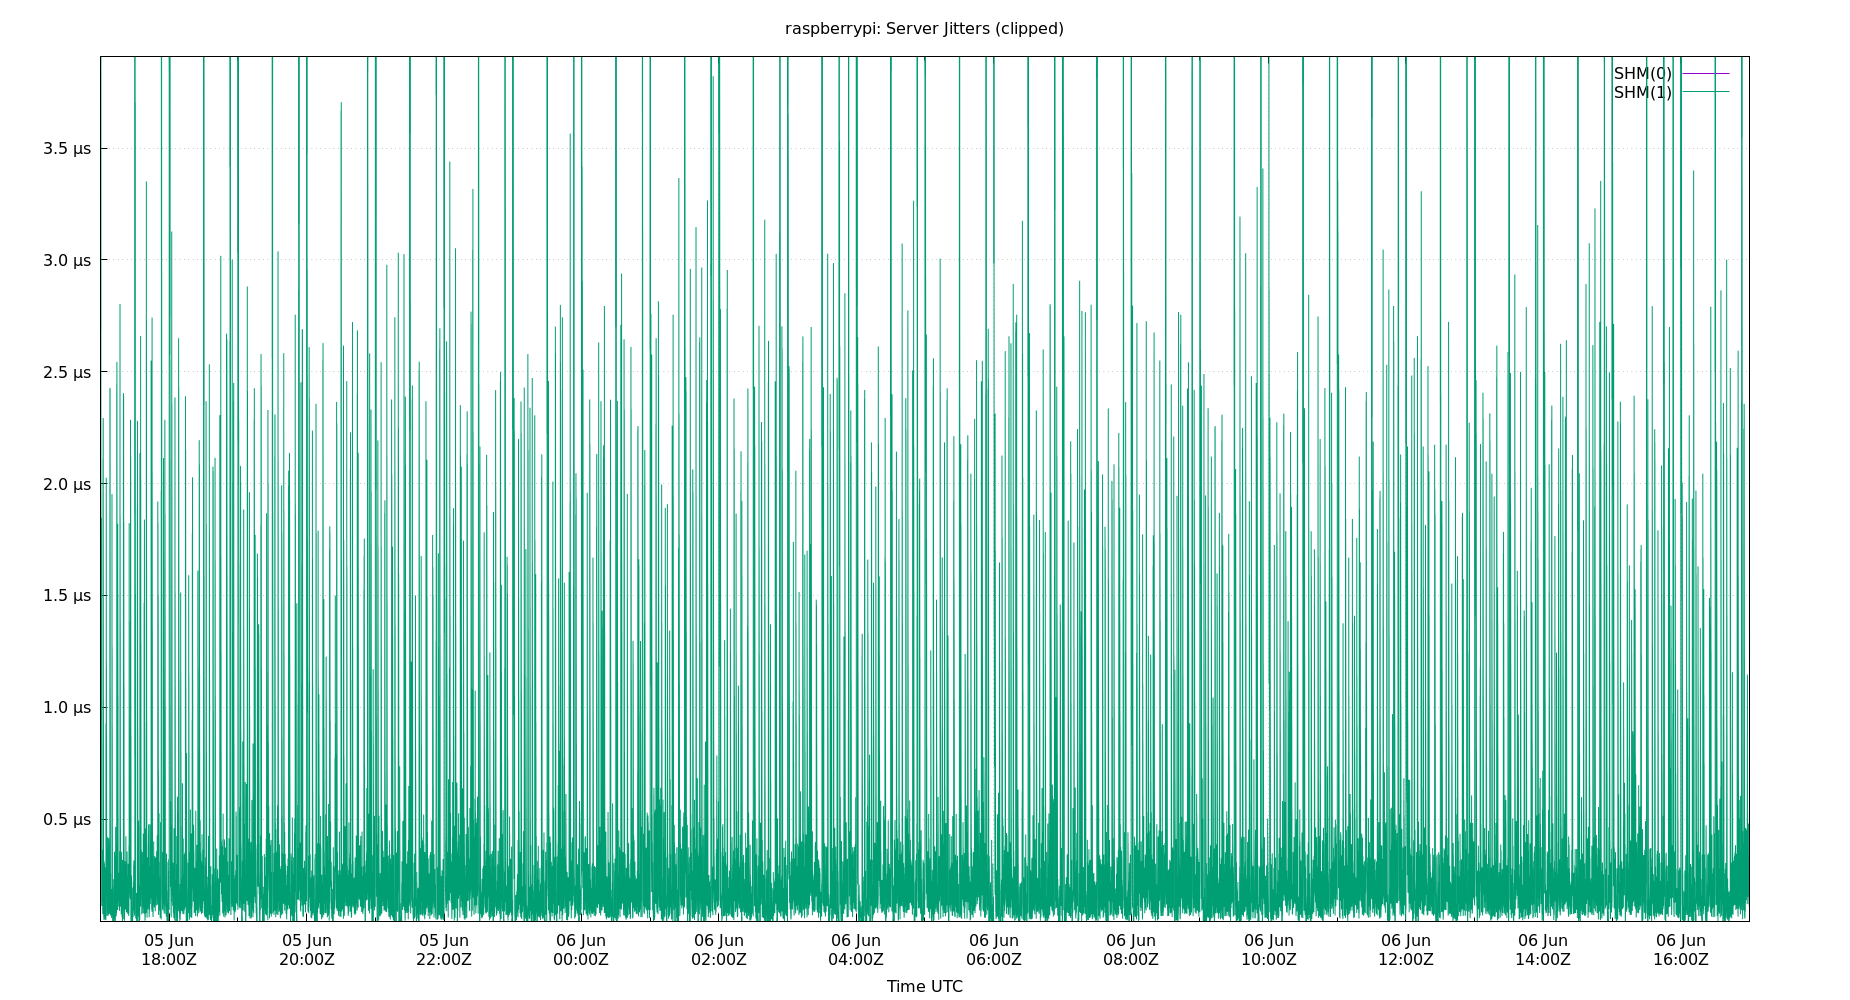 raspberrypi: Server Jitters (clipped)
SHM(0)
SHM(1)
3.5 µs
3.0 µs
2.5 µs
2.0 µs
1.5 µs
1.0 µs
0.5 µs
05 Jun 05 Jun 05 Jun 06 Jun 06 Jun 06 Jun 06 Jun 06 Jun 06 Jun 06 Jun 06 Jun 06 Jun
18:00Z 20:00Z 22:00Z 00:00Z 02:00Z 04:00Z 06:00Z 08:00Z 10:00Z 12:00Z 14:00Z 16:00Z
Time UTC